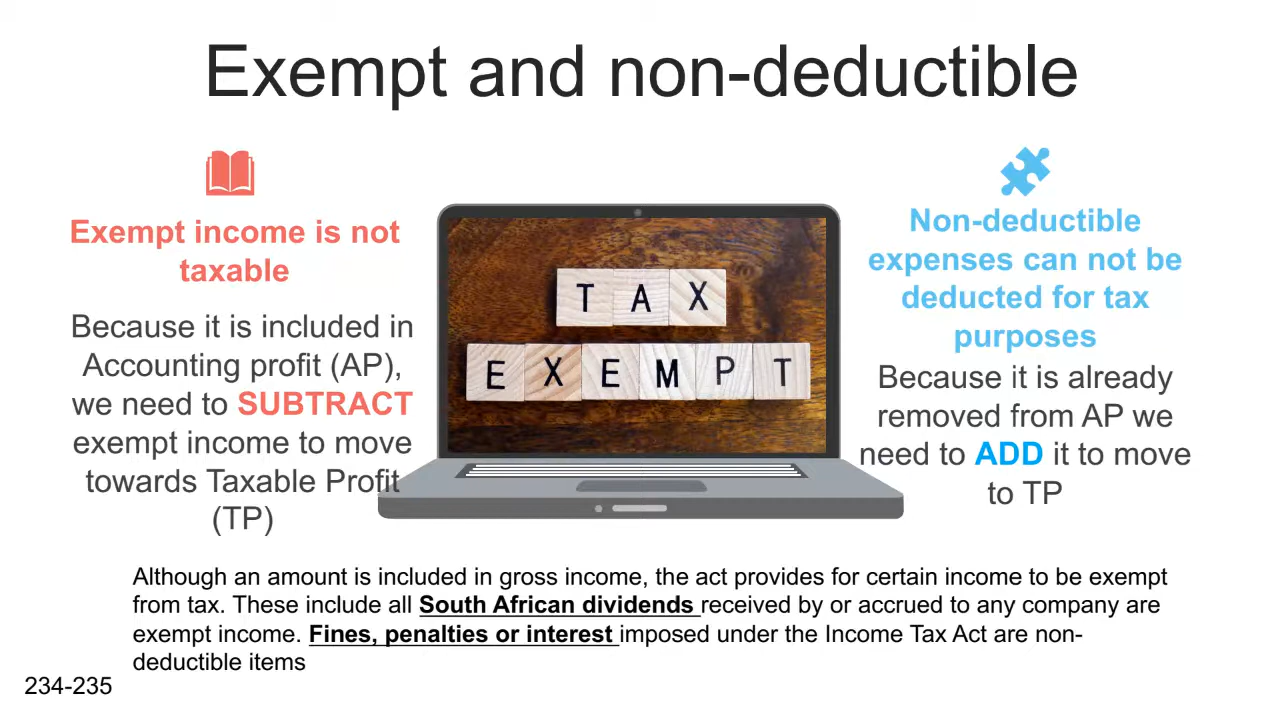 Exempt and non-deductible
Exempt income is not
taxable
Because it is included in
Accounting profit (AP),
we need to SUBTRACT
exempt income to move
towards Taxable Profit
(TP)
TAX
EXEMPT
Non-deductible
expenses can not be
deducted for tax
purposes
Because it is already
removed from AP we
need to ADD it to move
to TP
Although an amount is included in gross income, the act provides for certain income to be exempt
from tax. These include all South African dividends received by or accrued to any company are
exempt income. Fines, penalties or interest imposed under the Income Tax Act are non-
deductible items
234-235